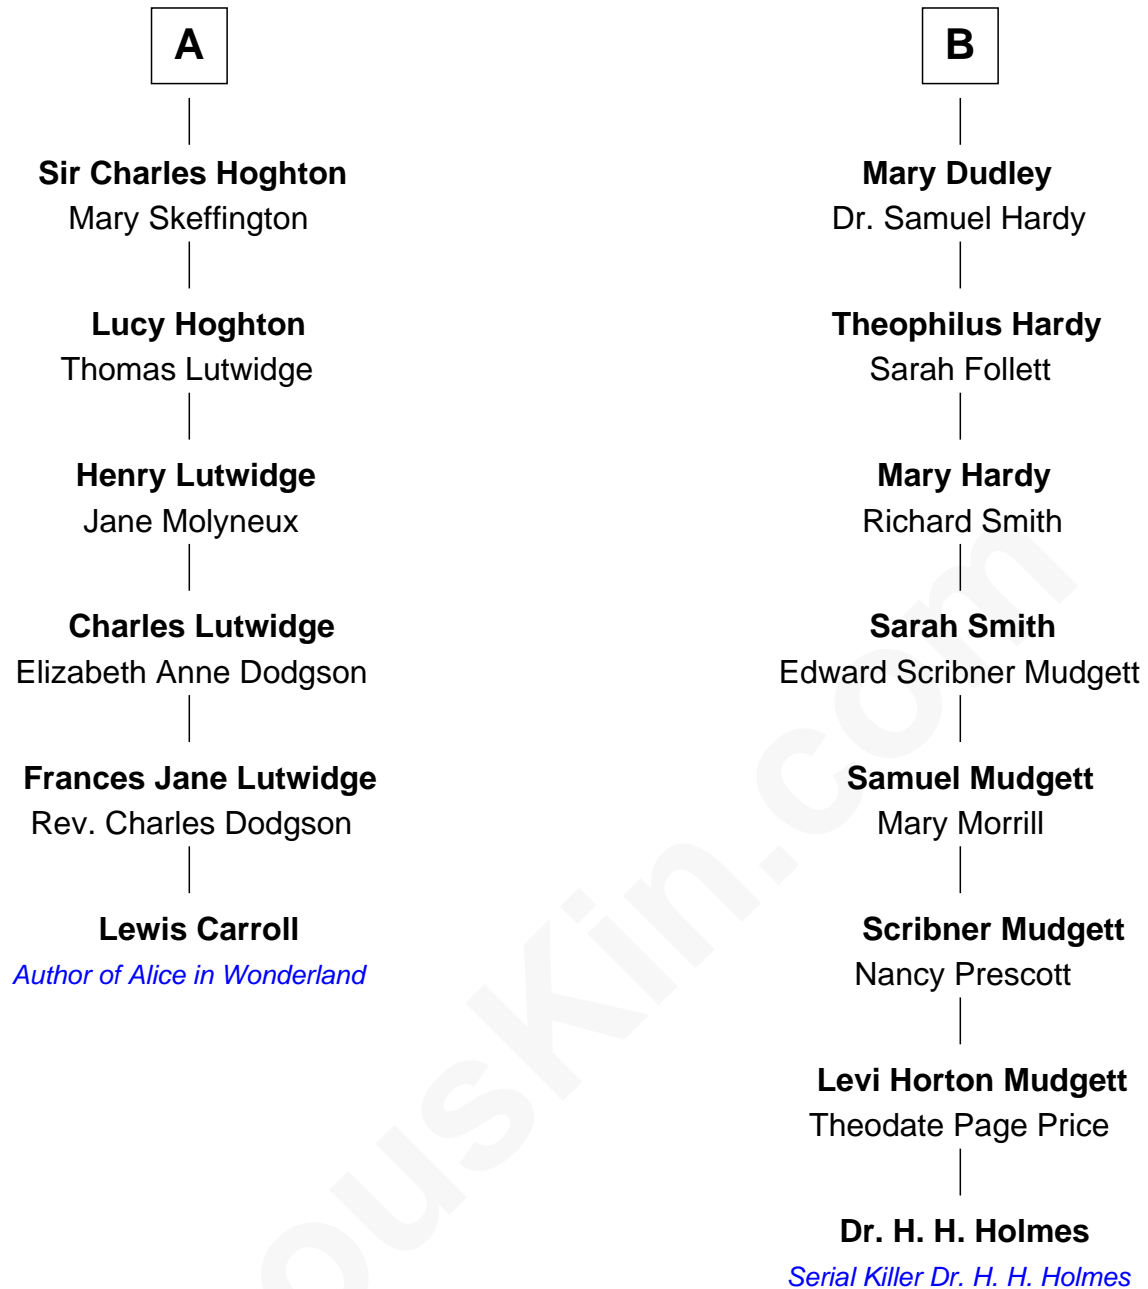 A
Sir Charles Hoghton
Mary Skeffington
Lucy Hoghton
Thomas Lutwidge
Henry Lutwidge
Jane Molyneux
Charles Lutwidge
Elizabeth Anne Dodgson
Frances Jane Lutwidge
Rev. Charles Dodgson
Lewis Carroll
Author of Alice in Wonderland
B
Mary Dudley
Dr. Samuel Hardy
Theophilus Hardy
Sarah Follett
Mary Hardy
Richard Smith
Sarah Smith
Edward Scribner Mudgett
Samuel Mudgett
Mary Morrill
Scribner Mudgett
Nancy Prescott
Levi Horton Mudgett
Theodate Page Price
Dr. H. H. Holmes
Serial Killer Dr. H. H. Holmes
ousKin.com